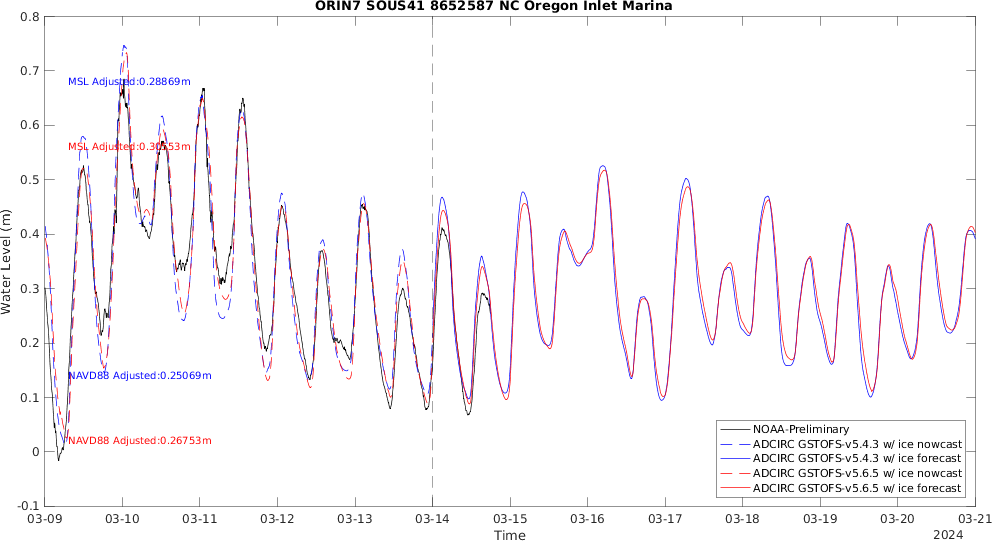 ORIN7 SOUS41 8652587 NC Oregon Inlet Marina
0.8
0.7
0.6
0.5
0.4
0.3
0.2
0.1
0
-0.1
Water Level (m)
MSL Adjusted:0.28869m
MSL Adjusted:0.30553m
NAVD88 Adjusted:0.25069m
NAVD88 Adjusted:0.26753m
NOAA-Preliminary
ADCIRC GSTOFS-v5.4.3 w/ ice nowcast
ADCIRC GSTOFS-v5.4.3 w/ ice forecast
ADCIRC GSTOFS-v5.6.5 w/ ice nowcast
ADCIRC GSTOFS-v5.6.5 w/ ice forecast
03-09 03-10 03-11 03-12 03-13 03-14 03-15 03-16 03-17 03-18 03-19 03-20 03-21
Time
2024